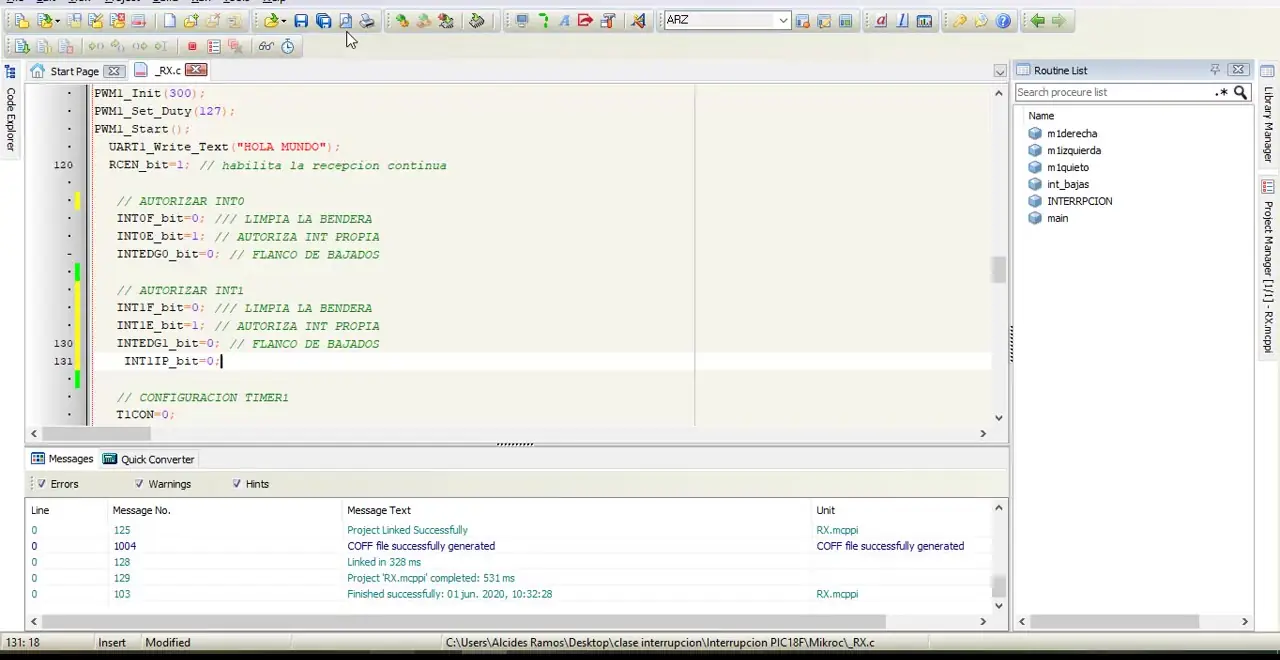 ARZ
Start Page
_RX.c
Routine List
Code Explorer
PWM1_Init(300);
PWM1_Set_Duty(127);
PWM1_Start();
UART1_Write_Text("HOLA MUNDO");
120 RCEN_bit=1; // habilita la recepcion continua
// AUTORIZAR INT0
INT0F_bit=0; /// LIMPIA LA BENDERA
INT0E_bit=1; // AUTORIZA INT PROPIA
INTEDG0_bit=0; // FLANCO DE BAJADOS
// AUTORIZAR INT1
INT1F_bit=0; /// LIMPIA LA BENDERA
INT1E_bit=1; // AUTORIZA INT PROPIA
130 INTEDG1_bit=0; // FLANCO DE BAJADOS
131 INT1IP_bit=0;
// CONFIGURACION TIMER1
T1CON=0;
Search proceure list
Name
m1derecha
m1izquierda
m1quieto
int_bajas
INTERRPCION
main
Library Manager
Project Manager [1/1] - RX.mcppi
Messages Quick Converter
Errors Warnings Hints
Line Message No. Message Text Unit
0 125 Project Linked Successfully RX.mcppi
0 1004 COFF file successfully generated COFF file successfully generated
0 128 Linked in 328 ms
0 129 Project 'RX.mcppi' completed: 531 ms
0 103 Finished successfully: 01 jun. 2020, 10:32:28 RX.mcppi
131: 18 Insert Modified C:\Users\Alcides Ramos\Desktop\clase interrupcion\Interrupcion PIC18F\Mikroc\_RX.c